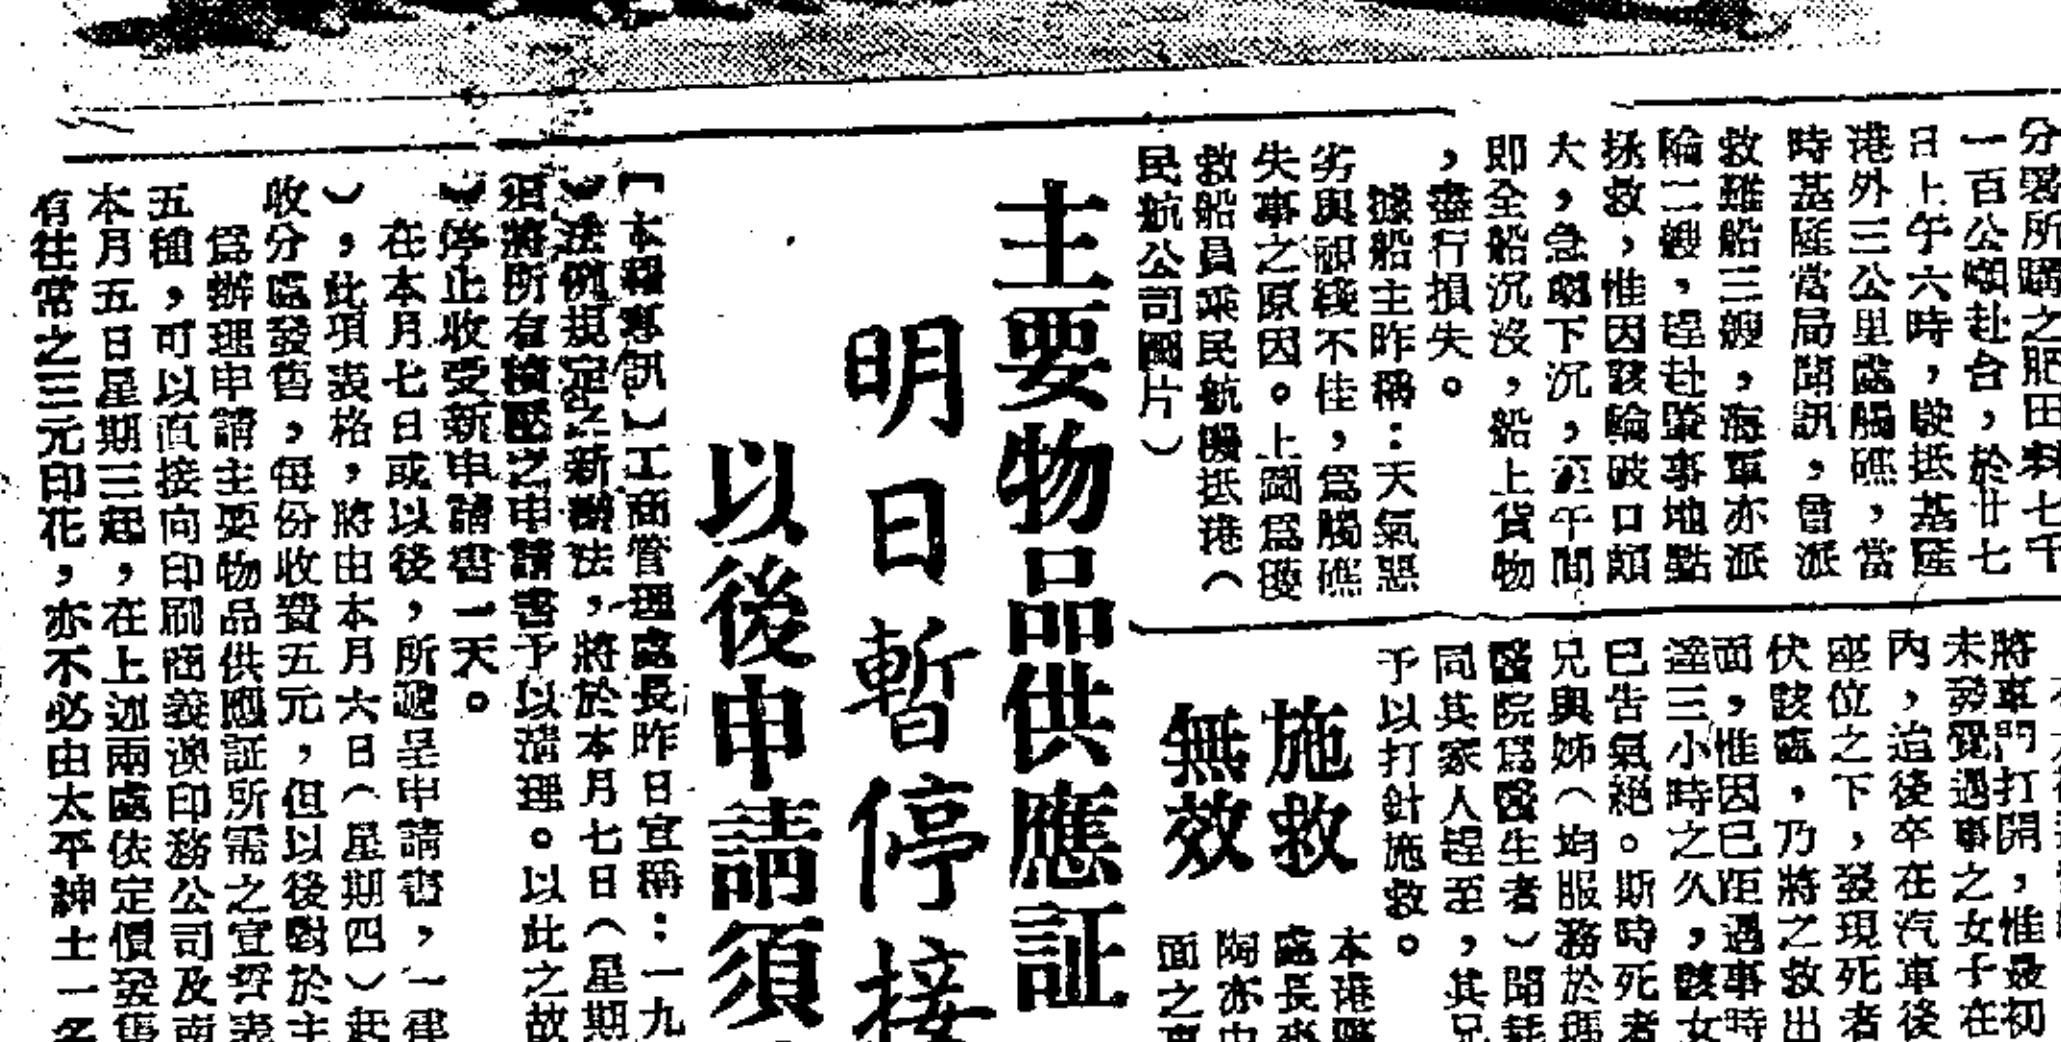 分署所購之肥田料七千
一百公噸赴台，於廿七
日上午六時，駛抵基隆
港外三公里處觸礁，當
時基隆當局聞訊，曾派
救難船三艘，海軍亦派
輪二艘，趕赴肇事地點
拯救，惟因該輪破口頗
大，急劇下沉，至午間
即全船沉沒，船上貨物
，盡行損失。
據船主昨稱：天氣惡
劣與視線不佳，為觸礁
失事之原因。上圖為獲
救船員乘民航機抵港（
民航公司圖片）
將車門打開，惟最初
未發覺遇事之女子在
內，迨後卒在汽車後
座位之下，發現死者
伏該處，乃將之救出
面，惟因已距遇事時
達三小時之久，該女
已告氣絕。斯時死者
兄與姊（均服務於瑪
醫院為醫生者）聞耗
同其家人趕至，其兄
予以打針施救。
施救
無效
本港醫
處長
陶亦
面之
主要物品供應証
明日暫停接
以後申請須
【本報專訊】工商管理處長昨日宣稱：一九
）法例規定之新辦法，將於本月七日（星期
須將所有積壓之申請書予以清理。以此之故
）停止收受新申請書一天。
在本月七日或以後，所遞呈申請書，一律
），此項表格，將由本月六日（星期四）起
收分處發售，每份收費五元，但以後對於主
為辦理申請主要物品供應証所需之宣誓表
五種，可以直接向印刷商義澳印務公司及南
本月五日星期三起，在上述兩處依定價發售
有往常之三元印花，亦不必由太平紳士一名